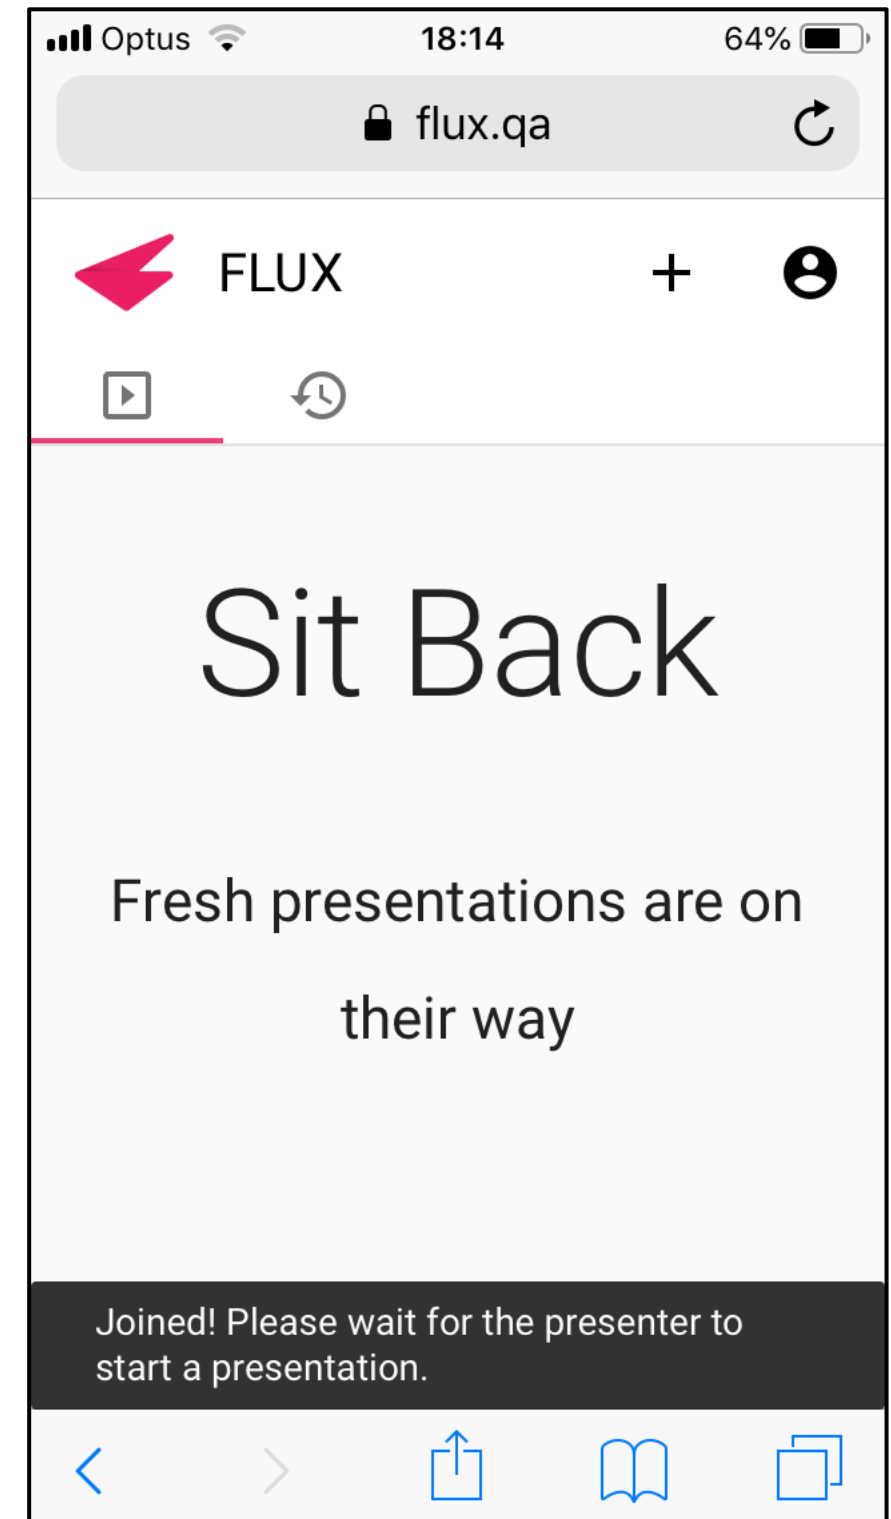 Optus 18:14 64%
flux.qa
FLUX
Sit Back
Fresh presentations are on
their way
Joined! Please wait for the presenter to
start a presentation.